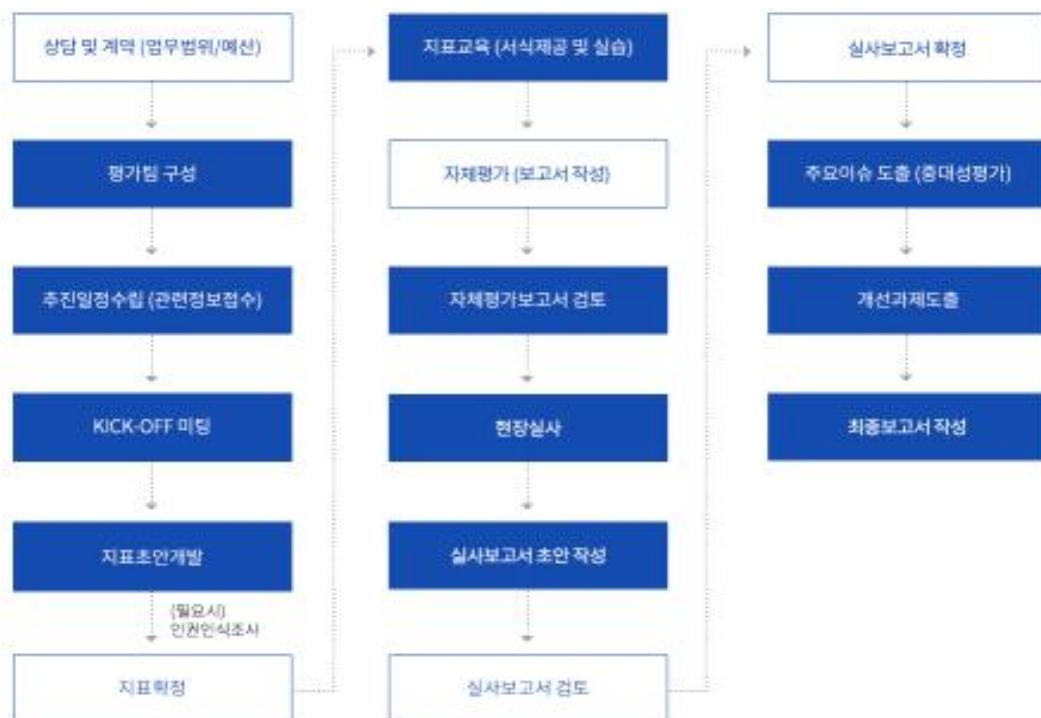 상담 및 계약 (업무범위/예산)
평가팀 구성
추진일정수립 (관련정보접수)
KICK-OFF 미팅
지표초안개발
(필요시)
인권인식조사
지표확정
지표교육 (서식제공 및 실습)
자체평가 (보고서 작성)
자체평가보고서 검토
현장실사
실사보고서 초안 작성
실사보고서 검토
실사보고서 확정
주요이슈 도출 (중대성평가)
개선과제도출
최종보고서 작성